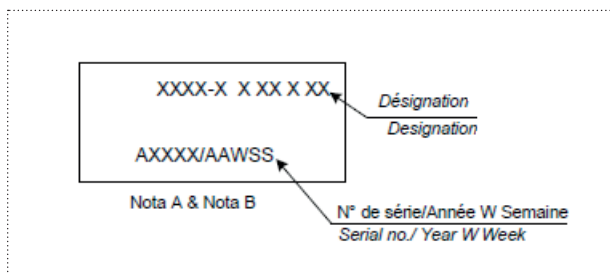 XXXX-X X XX X XX
Désignation
Designation
AXXXX/AAWSS
Nota A & Nota B
N° de série/Année W Semaine
Serial no./ Year W Week